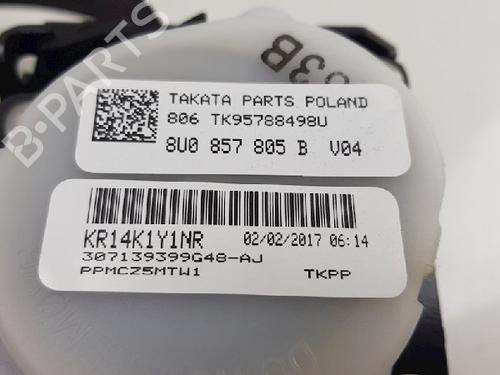 B-PARTS
63B
TAKATA PARTS POLAND
806 TK95788498U
8U0 857 805 B V04
KR14K1Y1NR 02/02/2017 06:14
307139399G48-AJ
PPMCZ5MTW1 TKPP